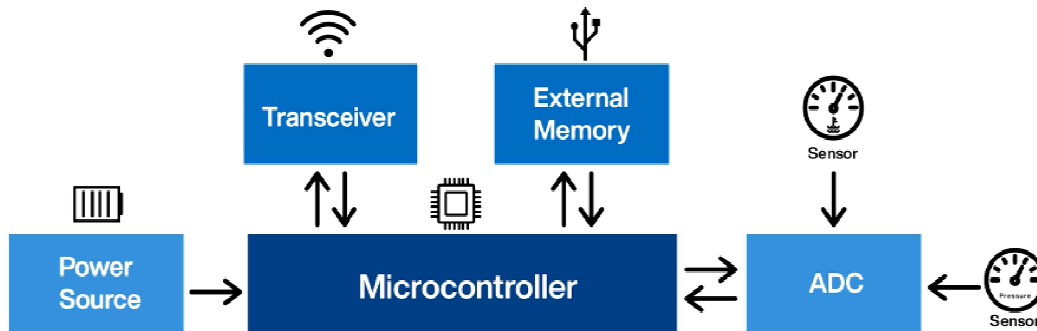 Transceiver
External
Memory
Sensor
Power
Source
Microcontroller
ADC
Pressure
Sensor